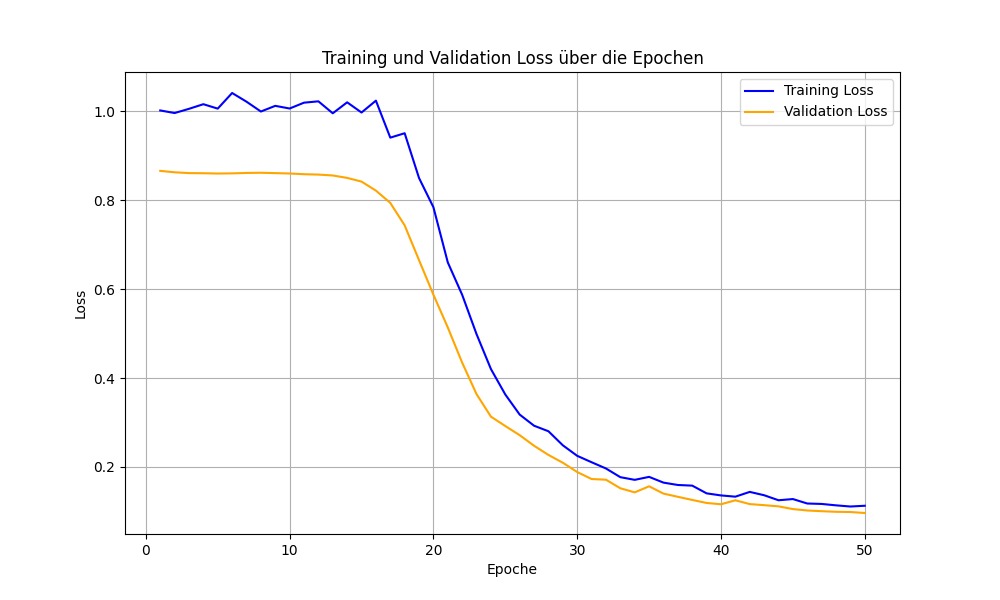 Training und Validation Loss über die Epochen
Training Loss
Validation Loss
1.0
0.8
0.6
0.4
0.2
Loss
0 10 20 30 40 50
Epoche